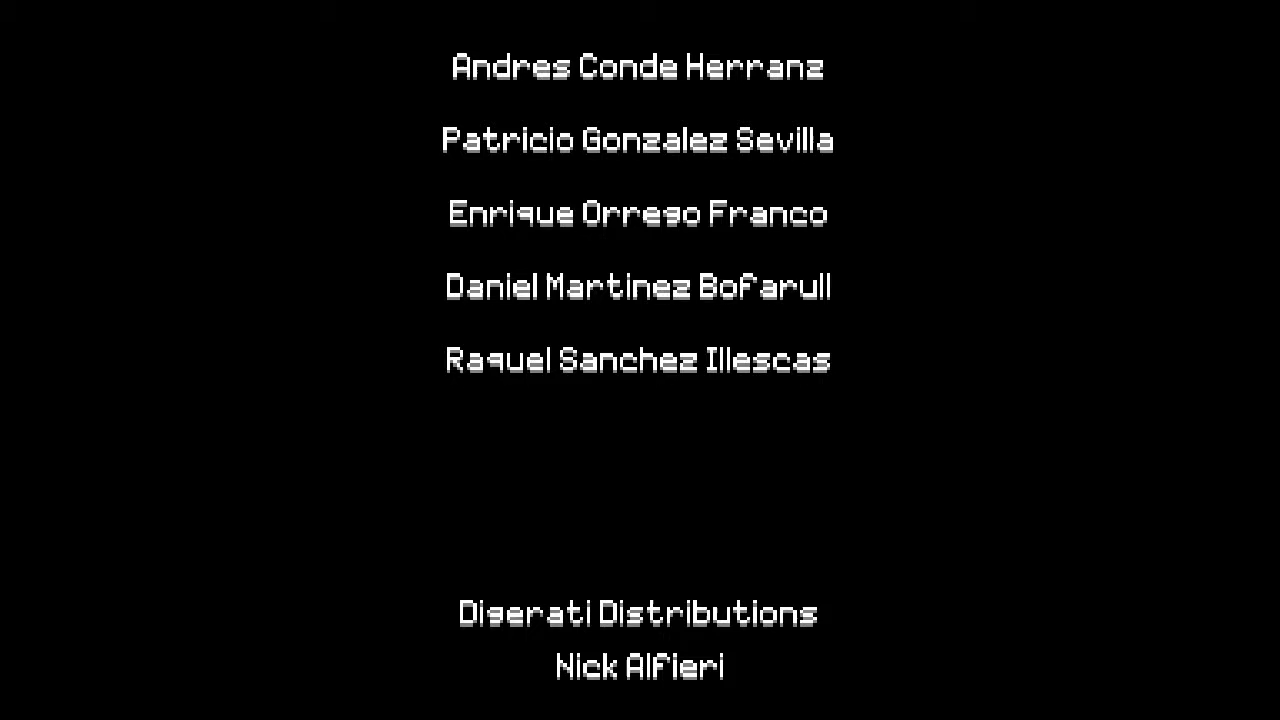 Andres Conde Herranz
Patricio Gonzalez Sevilla
Enrique Orrego Franco
Daniel Martinez Bofarull
Raquel Sanchez Illescas
Digerati Distributions
Nick Alfieri